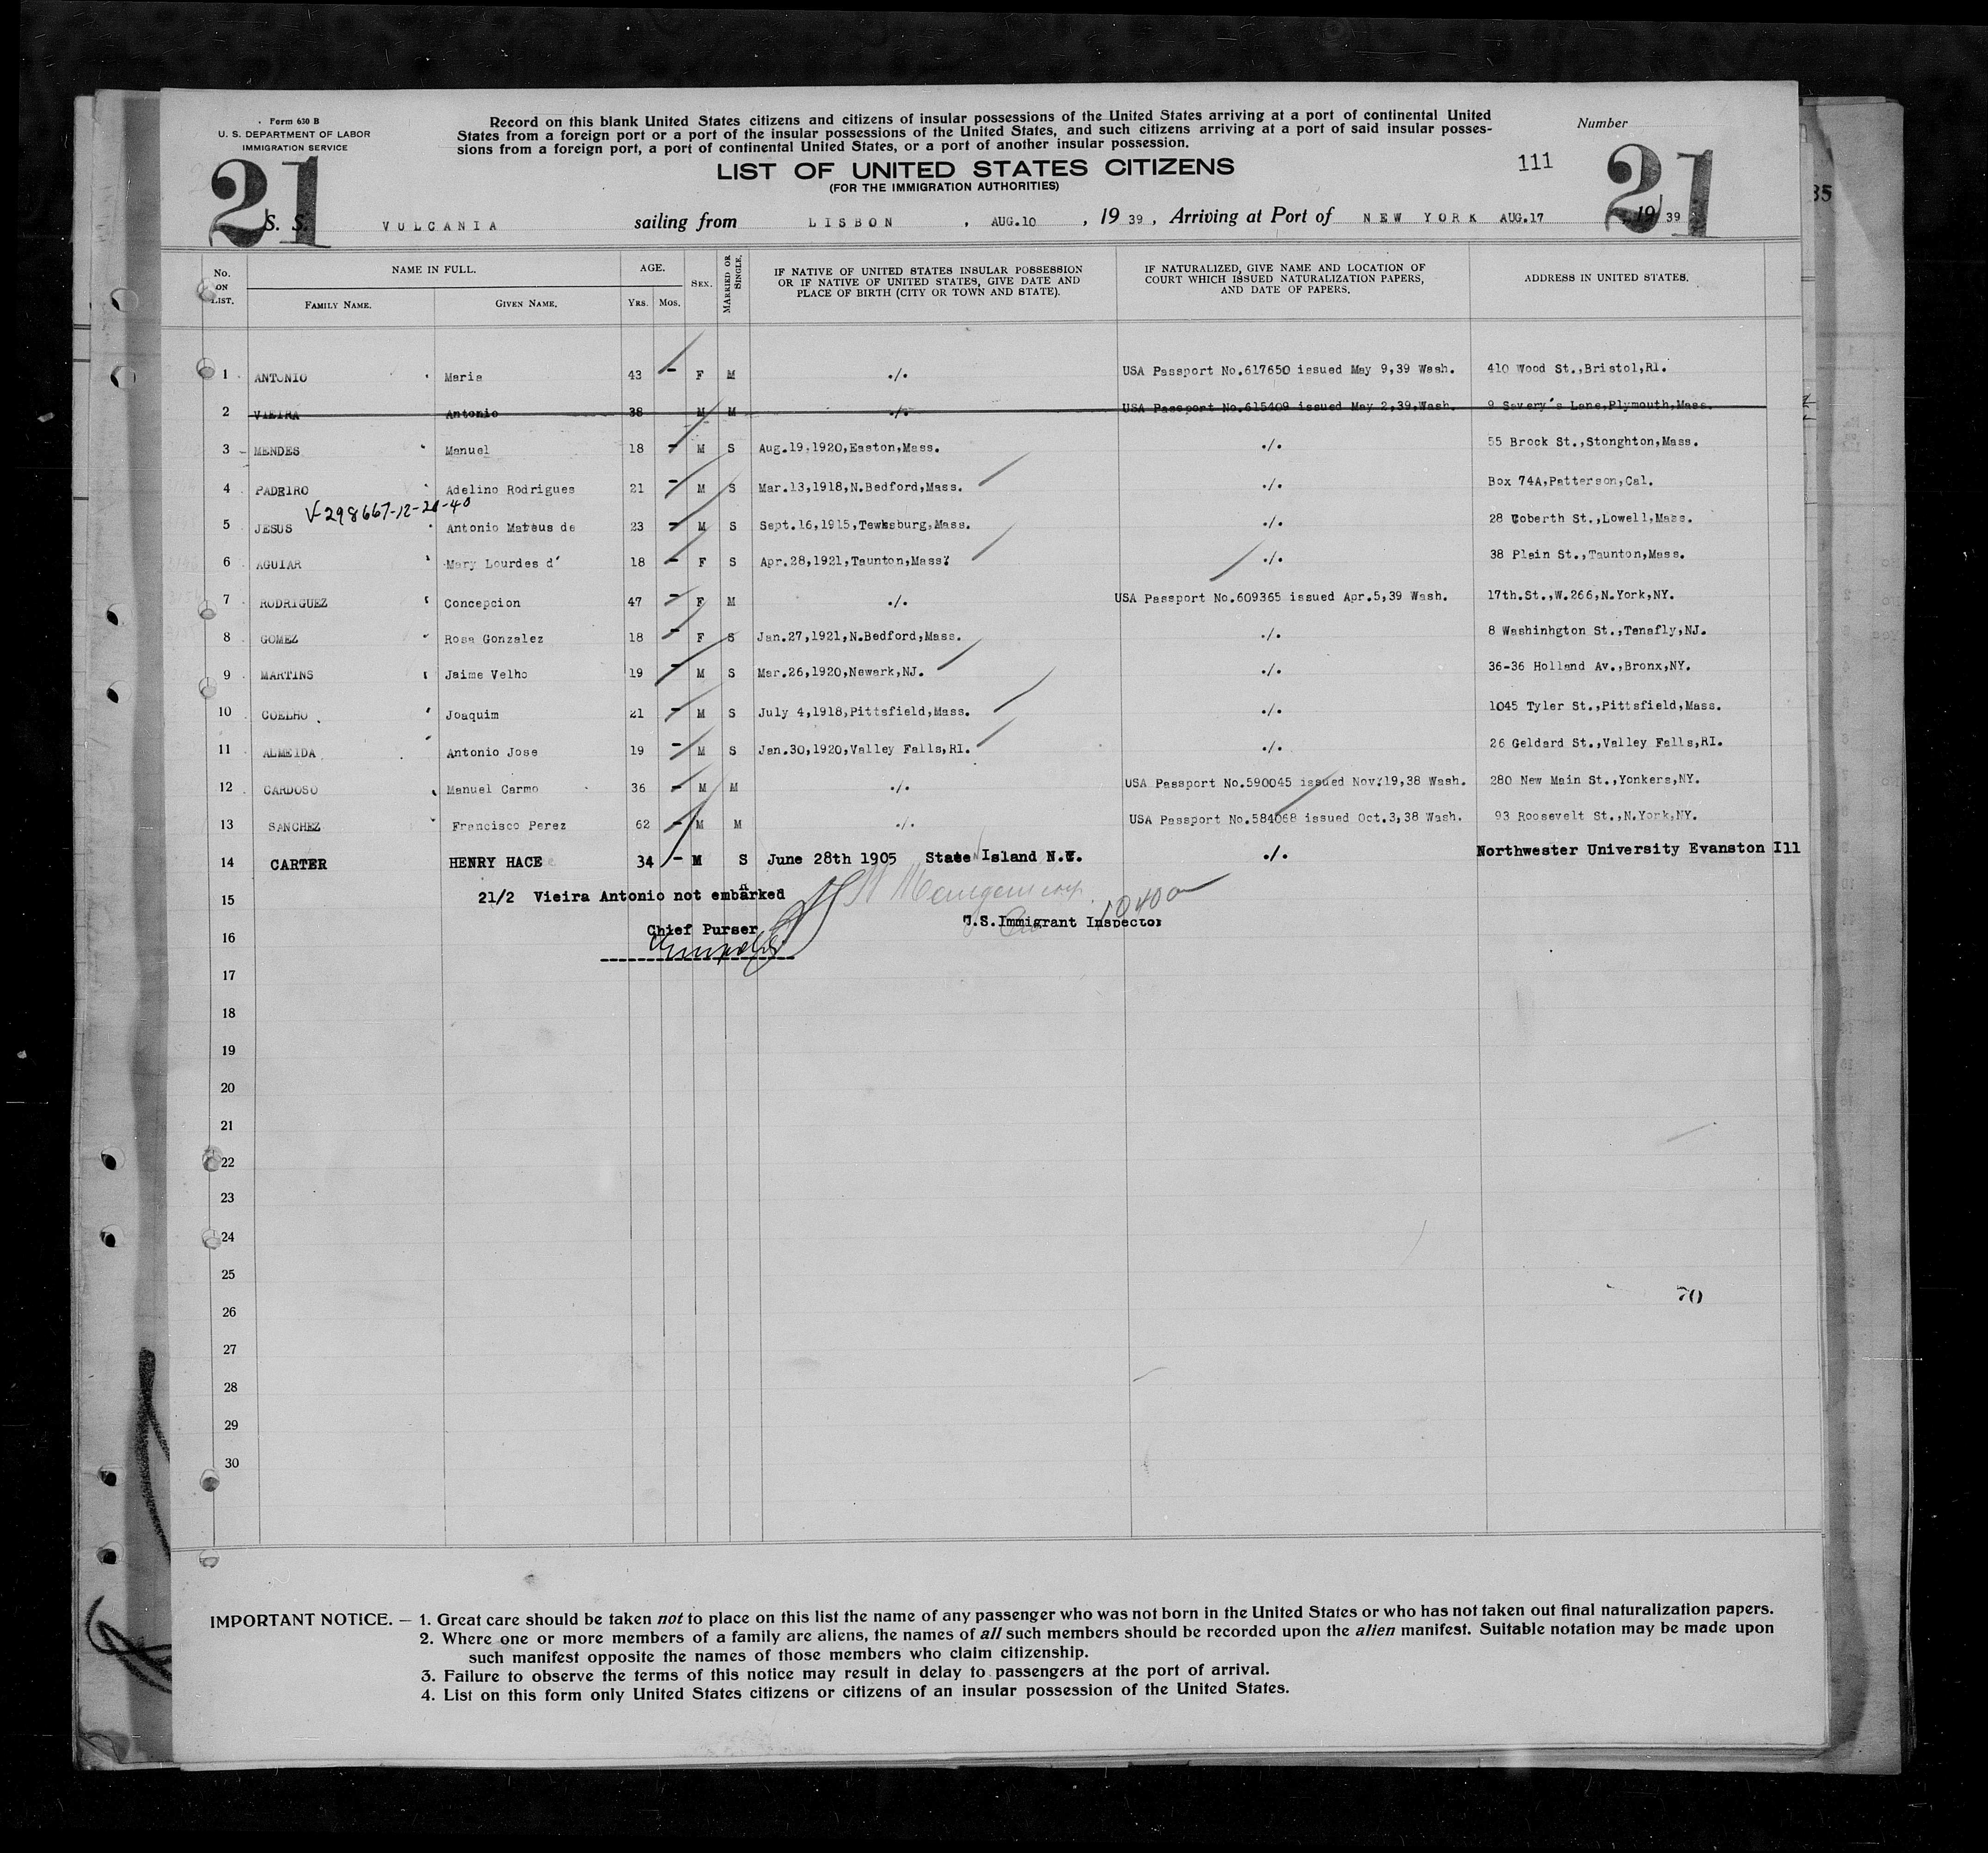 Form 630 B
U. S. DEPARTMENT OF LABOR
IMMIGRATION SERVICE
Record on this blank United States citizens and citizens of insular possessions of the United States arriving at a port of continental United
States from a foreign port or a port of the insular possessions of the United States, and such citizens arriving at a port of said insular posses-
sions from a foreign port, a port of continental United States, or a port of another insular possession.
Number
21
LIST OF UNITED STATES CITIZENS
(FOR THE IMMIGRATION AUTHORITIES)
111
21
S. S. VULCANIA sailing from LISBON , AUG.10 , 19 39 , Arriving at Port of NEW YORK AUG.17 , 19 39
No. ON LIST.
NAME IN FULL.
FAMILY NAME.
GIVEN NAME.
AGE.
YRS.
MOS.
SEX.
MARRIED OR SINGLE.
IF NATIVE OF UNITED STATES INSULAR POSSESSION
OR IF NATIVE OF UNITED STATES, GIVE DATE AND
PLACE OF BIRTH (CITY OR TOWN AND STATE).
IF NATURALIZED, GIVE NAME AND LOCATION OF
COURT WHICH ISSUED NATURALIZATION PAPERS,
AND DATE OF PAPERS.
ADDRESS IN UNITED STATES.
1 ANTONIO Maria 43 - F M ./. USA Passport No.617650 issued May 9,39 Wash. 410 Wood St.,Bristol,RI.
2 VIEIRA Antonio 38 M M ./. USA Passport No.615409 issued May 2,39,Wash. 9 Savery's Lane,Plymouth,Mass.
3 MENDES Manuel 18 - M S Aug.19,1920,Easton,Mass. ./. 55 Brock St.,Stonghton,Mass.
4 PADEIRO Adelino Rodrigues 21 - M S Mar.13,1918,N.Bedford,Mass. ./. Box 74A,Patterson,Cal.
V-298667-12-20-40
5 JESUS Antonio Mateus de 23 - M S Sept.16,1915,Tewksburg,Mass. ./. 28 Coberth St.,Lowell,Mass.
6 AGUIAR Mary Lourdes d' 18 - F S Apr.28,1921,Taunton,Mass. ./. 38 Plain St.,Taunton,Mass.
7 RODRIGUEZ Concepcion 47 - F M ./. USA Passport No.609365 issued Apr.5,39 Wash. 17th.St.,W.266,N.York,NY.
8 GOMEZ Rosa Gonzalez 18 - F S Jan.27,1921,N.Bedford,Mass. ./. 8 Washinhgton St.,Tenafly,NJ.
9 MARTINS Jaime Velho 19 - M S Mar.26,1920,Newark,NJ. ./. 36-36 Holland Av.,Bronx,NY.
10 COELHO Joaquim 21 - M S July 4,1918,Pittsfield,Mass. ./. 1045 Tyler St.,Pittsfield,Mass.
11 ALMEIDA Antonio Jose 19 - M S Jan.30,1920,Valley Falls,RI. ./. 26 Geldard St.,Valley Falls,RI.
12 CARDOSO Manuel Carmo 36 - M M ./. USA Passport No.590045 issued Nov.19,38 Wash. 280 New Main St.,Yonkers,NY.
13 SANCHEZ Francisco Perez 62 - M M ./. USA Passport No.584068 issued Oct.3,38 Wash. 93 Roosevelt St.,N.York,NY.
14 CARTER HENRY HACE 34 - M S June 28th 1905 State Island N.Y. ./. Northwester University Evanston Ill
15 21/2 Vieira Antonio not embarked
16 Chief Purser U.S.Immigrant Inspector
17
18
19
20
21
22
23
24
25
26
70
27
28
29
30
IMPORTANT NOTICE. — 1. Great care should be taken not to place on this list the name of any passenger who was not born in the United States or who has not taken out final naturalization papers.
2. Where one or more members of a family are aliens, the names of all such members should be recorded upon the alien manifest. Suitable notation may be made upon
such manifest opposite the names of those members who claim citizenship.
3. Failure to observe the terms of this notice may result in delay to passengers at the port of arrival.
4. List on this form only United States citizens or citizens of an insular possession of the United States.